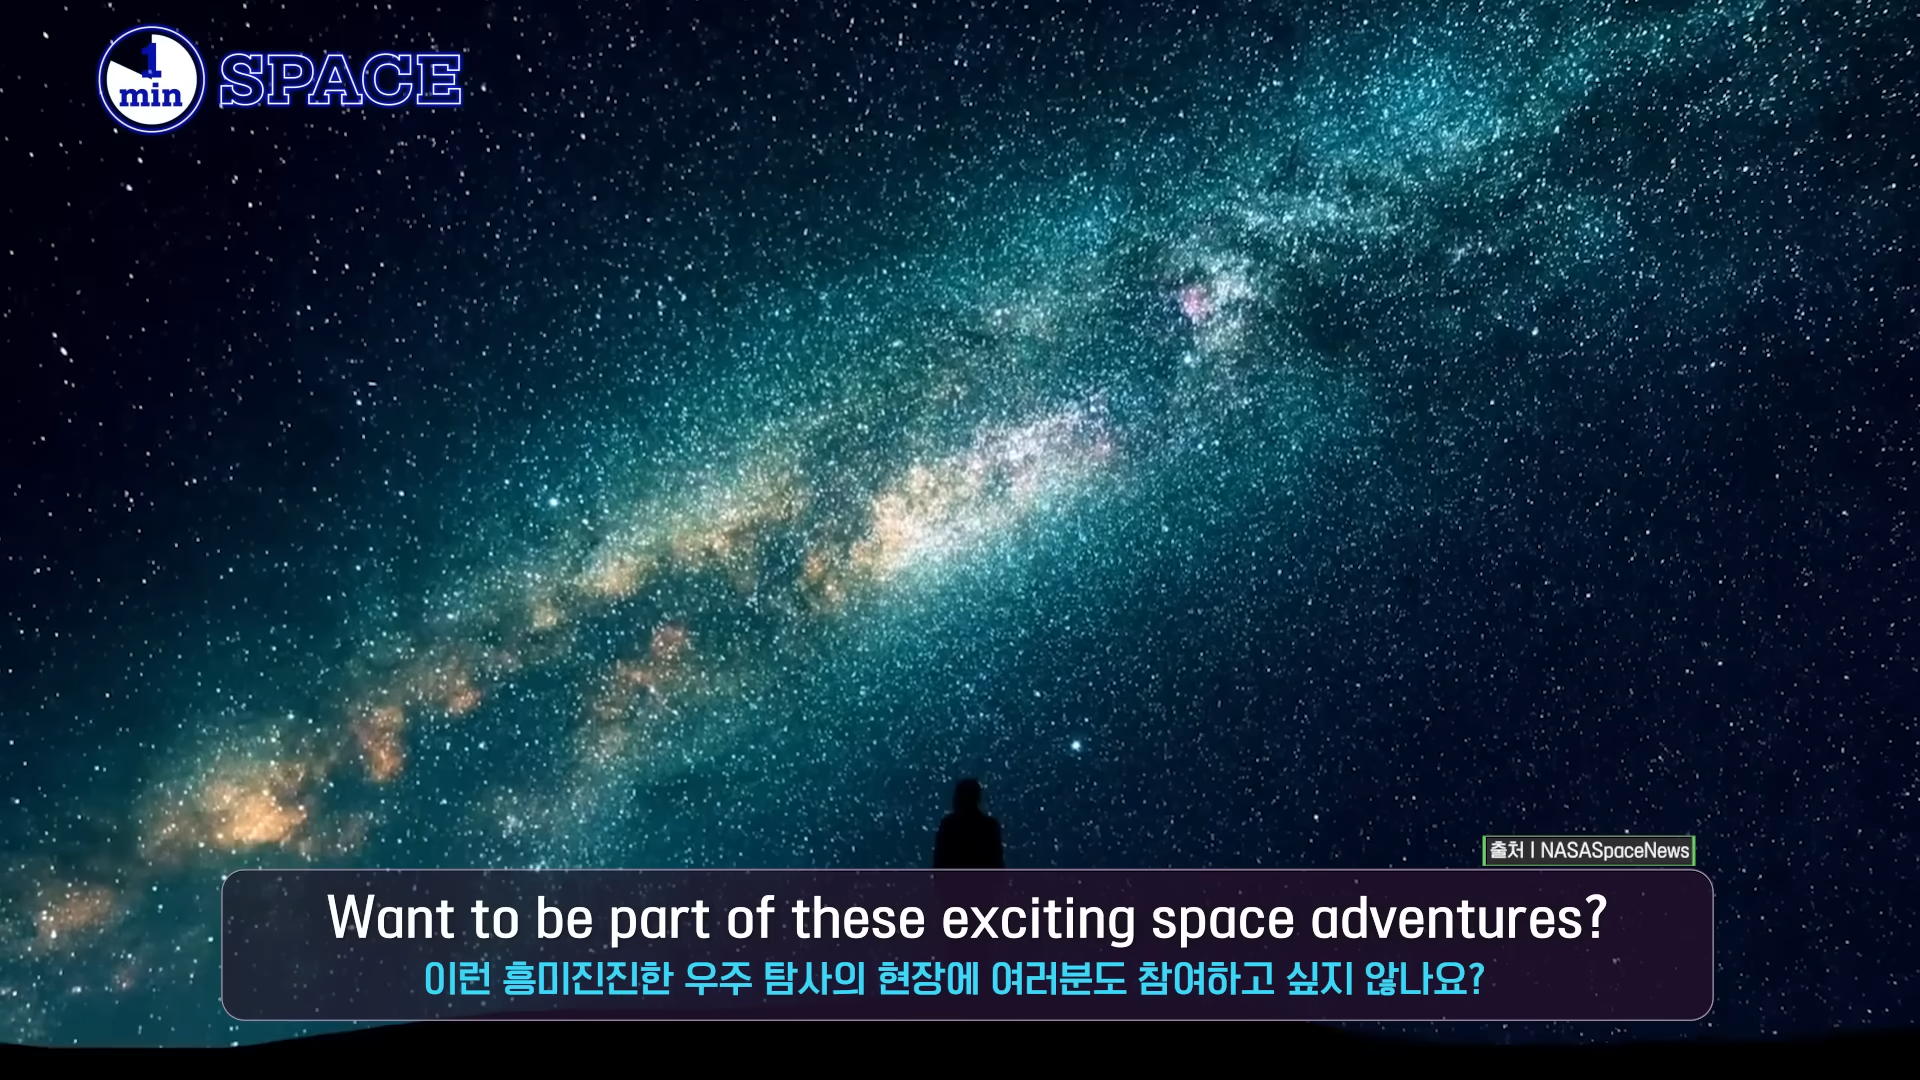 1
min
SPACE
출처 | NASASpaceNews
Want to be part of these exciting space adventures?
이런 흥미진진한 우주 탐사의 현장에 여러분도 참여하고 싶지 않나요?